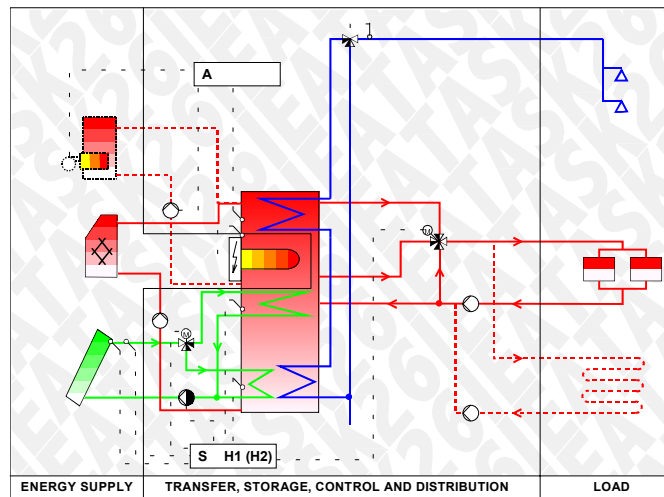 A
M
M
S H1 (H2)
ENERGY SUPPLY
TRANSFER, STORAGE, CONTROL AND DISTRIBUTION
LOAD